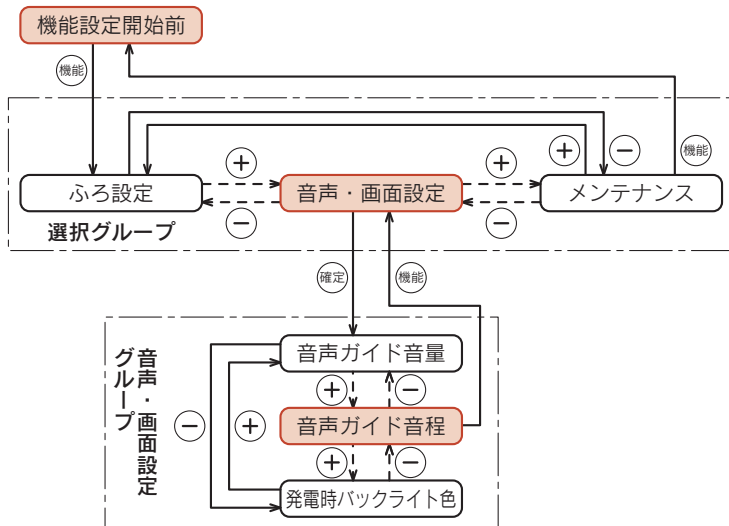 機能設定開始前
機能
+ −
機能
+
+
ふろ設定
音声・画面設定
メンテナンス
−
−
選択グループ
確定
機能
音声・画面設定
グループ
音声ガイド音量
+
−
−
+
音声ガイド音程
+
−
発電時バックライト色